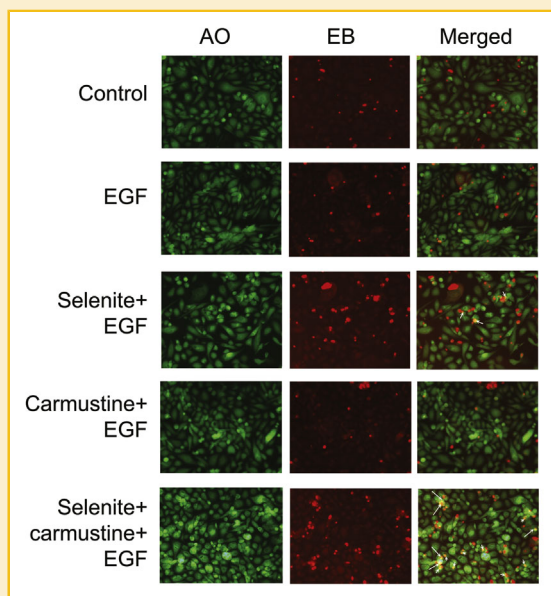 AO EB Merged
Control
EGF
Selenite+
EGF
Carmustine+
EGF
Selenite+
carmustine+
EGF